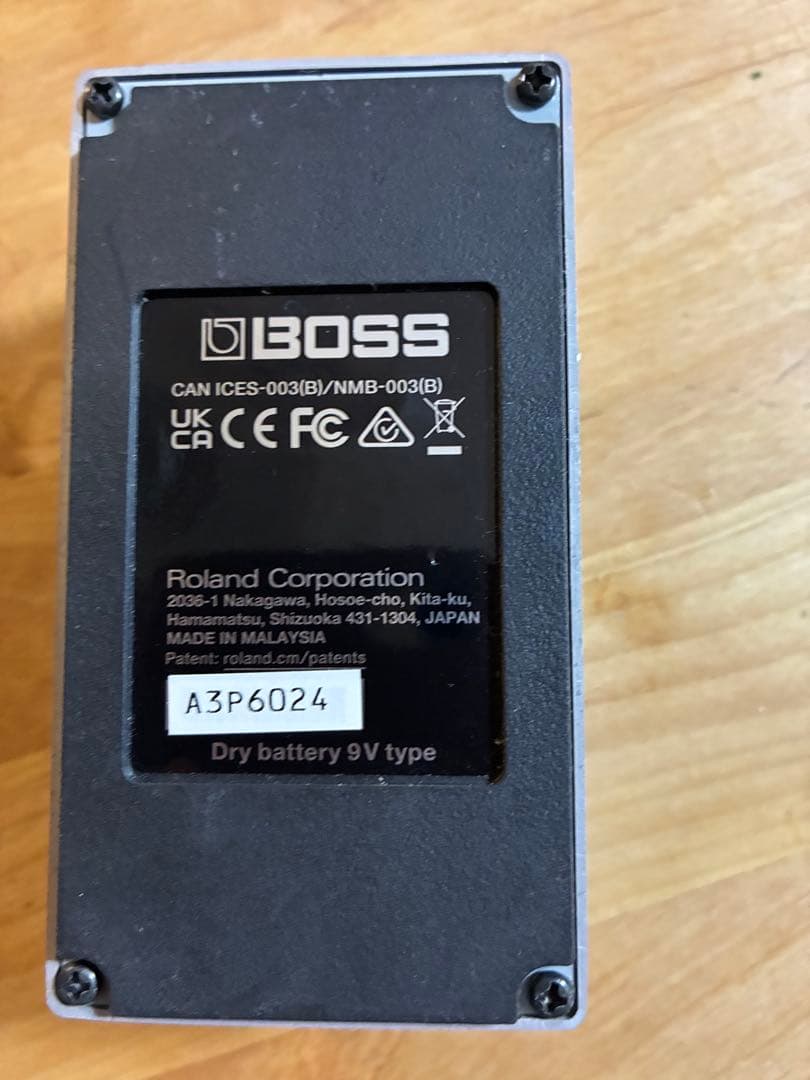 BOSS
CAN ICES-003(B)/NMB-003(B)
UK CA CE FC
Roland Corporation
2036-1 Nakagawa, Hosoe-cho, Kita-ku,
Hamamatsu, Shizuoka 431-1304, JAPAN
MADE IN MALAYSIA
Patent: roland.cm/patents
A3P6024
Dry battery 9V type